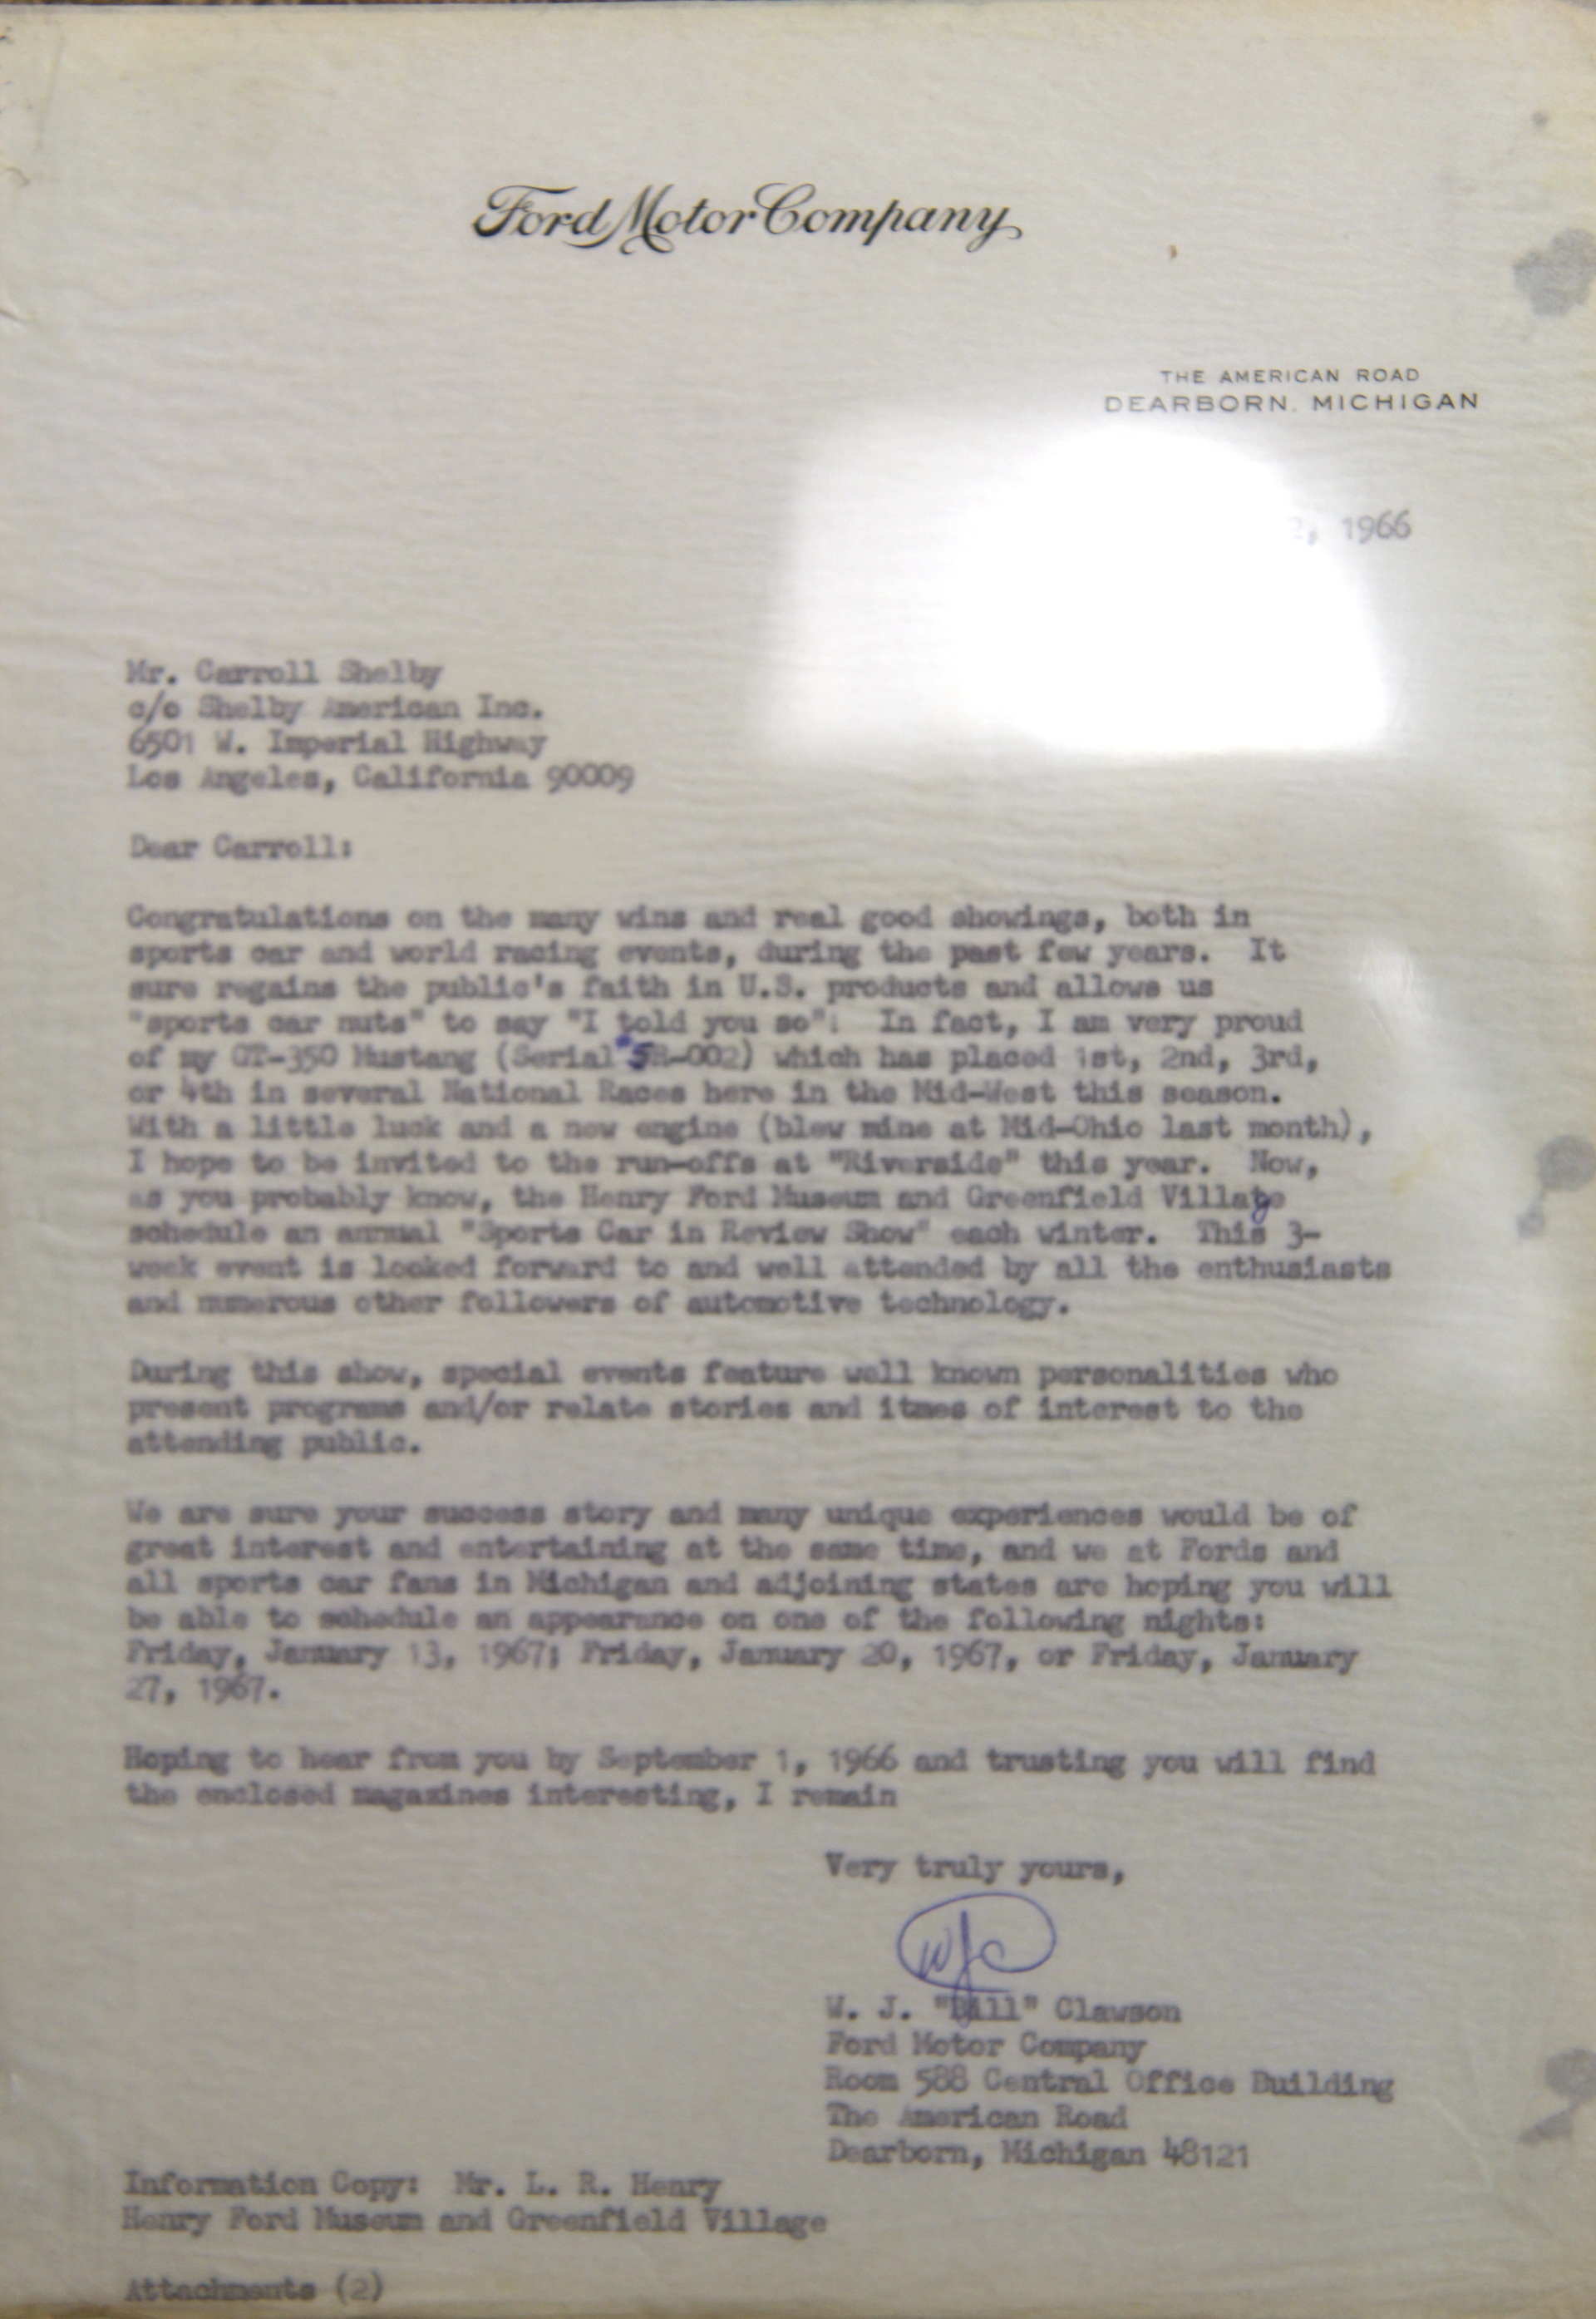 Ford Motor Company
THE AMERICAN ROAD
DEARBORN, MICHIGAN
, 1966
Mr. Carroll Shelby
c/o Shelby American Inc.
6501 W. Imperial Highway
Los Angeles, California 90009
Dear Carroll:
Congratulations on the many wins and real good showings, both in
sports car and world racing events, during the past few years. It
sure regains the public's faith in U.S. products and allows us
"sports car nuts" to say "I told you so"! In fact, I am very proud
of my GT-350 Mustang (Serial 5R-002) which has placed 1st, 2nd, 3rd,
or 4th in several National Races here in the Mid-West this season.
With a little luck and a new engine (blew mine at Mid-Ohio last month),
I hope to be invited to the run-offs at "Riverside" this year. Now,
as you probably know, the Henry Ford Museum and Greenfield Village
schedule an annual "Sports Car in Review Show" each winter. This 3-
week event is looked forward to and well attended by all the enthusiasts
and numerous other followers of automotive technology.
During this show, special events feature well known personalities who
present programs and/or relate stories and itmes of interest to the
attending public.
We are sure your success story and many unique experiences would be of
great interest and entertaining at the same time, and we at Fords and
all sports car fans in Michigan and adjoining states are hoping you will
be able to schedule an appearance on one of the following nights:
Friday, January 13, 1967; Friday, January 20, 1967, or Friday, January
27, 1967.
Hoping to hear from you by September 1, 1966 and trusting you will find
the enclosed magazines interesting, I remain
Very truly yours,
WJC
W. J. "Bill" Clawson
Ford Motor Company
Room 588 Central Office Building
The American Road
Dearborn, Michigan 48121
Information Copy: Mr. L. R. Henry
Henry Ford Museum and Greenfield Village
Attachments (2)